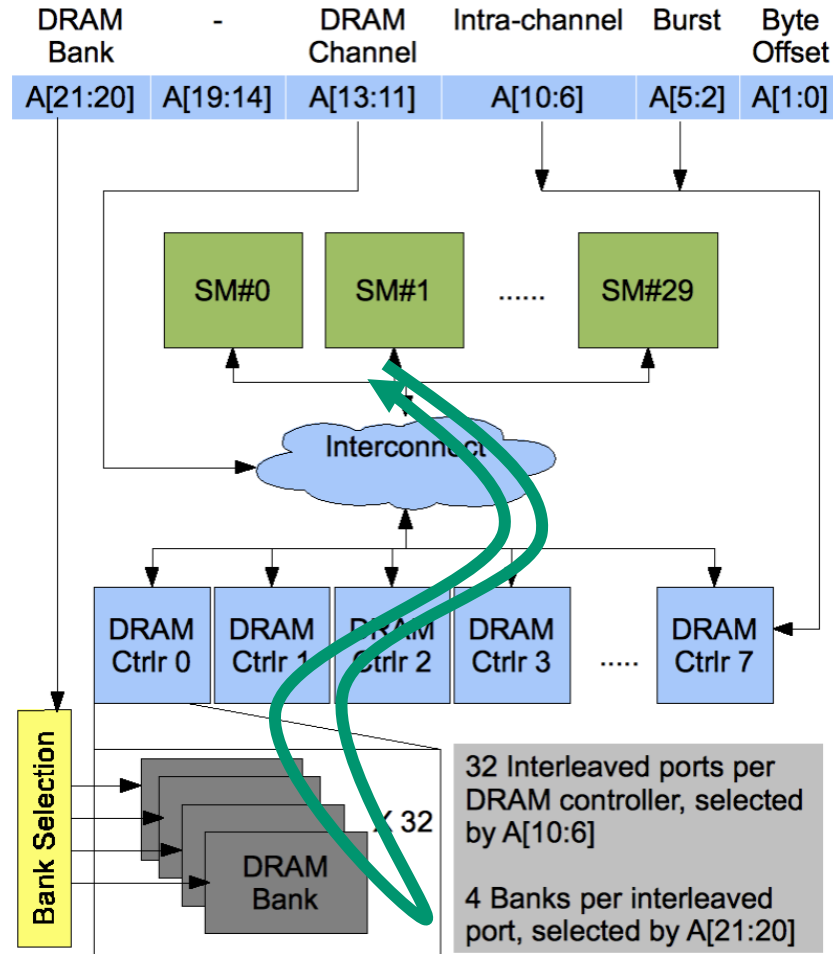 DRAM Bank
-
DRAM Channel
Intra-channel
Burst
Byte Offset
A[21:20]
A[19:14]
A[13:11]
A[10:6]
A[5:2]
A[1:0]
SM#0
SM#1
......
SM#29
Interconnect
DRAM
Ctrlr 0
DRAM
Ctrlr 1
DRAM
Ctrlr 2
DRAM
Ctrlr 3
.....
DRAM
Ctrlr 7
Bank Selection
X 32
DRAM
Bank
32 Interleaved ports per
DRAM controller, selected
by A[10:6]
4 Banks per interleaved
port, selected by A[21:20]